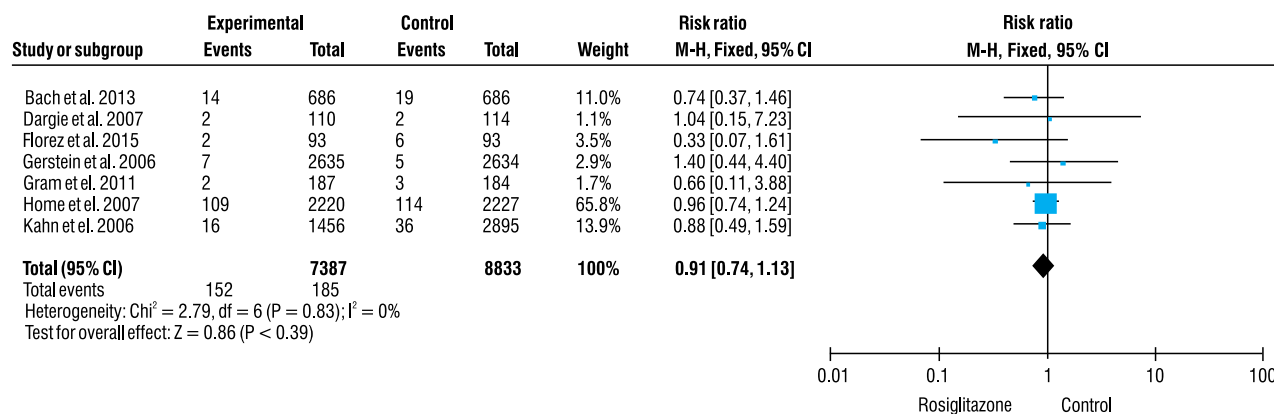 Experimental Control Risk ratio Risk ratio
Study or subgroup Events Total Events Total Weight M-H, Fixed, 95% CI M-H, Fixed, 95% CI
Bach et al. 2013 14 686 19 686 11.0% 0.74 [0.37, 1.46]
Dargie et al. 2007 2 110 2 114 1.1% 1.04 [0.15, 7.23]
Florez et al. 2015 2 93 6 93 3.5% 0.33 [0.07, 1.61]
Gerstein et al. 2006 7 2635 5 2634 2.9% 1.40 [0.44, 4.40]
Gram et el. 2011 2 187 3 184 1.7% 0.66 [0.11, 3.88]
Home et al. 2007 109 2220 114 2227 65.8% 0.96 [0.74, 1.24]
Kahn et al. 2006 16 1456 36 2895 13.9% 0.88 [0.49, 1.59]
Total (95% CI) 7387 8833 100% 0.91 [0.74, 1.13]
Total events 152 185
Heterogeneity: Chi² = 2.79, df = 6 (P = 0.83); I² = 0%
Test for overall effect: Z = 0.86 (P < 0.39)
0.01 0.1 1 10 100
Rosiglitazone Control